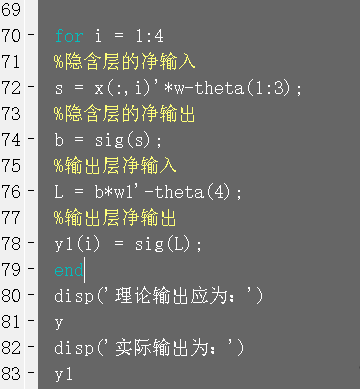 69
70 - for i = 1:4
71 %隐含层的净输入
72 - s = x(:,i)'*w-theta(1:3);
73 %隐含层的净输出
74 - b = sig(s);
75 %输出层净输入
76 - L = b*w1'-theta(4);
77 %输出层净输出
78 - y1(i) = sig(L);
79 - end
80 - disp('理论输出应为：')
81 - y
82 - disp('实际输出为：')
83 - y1